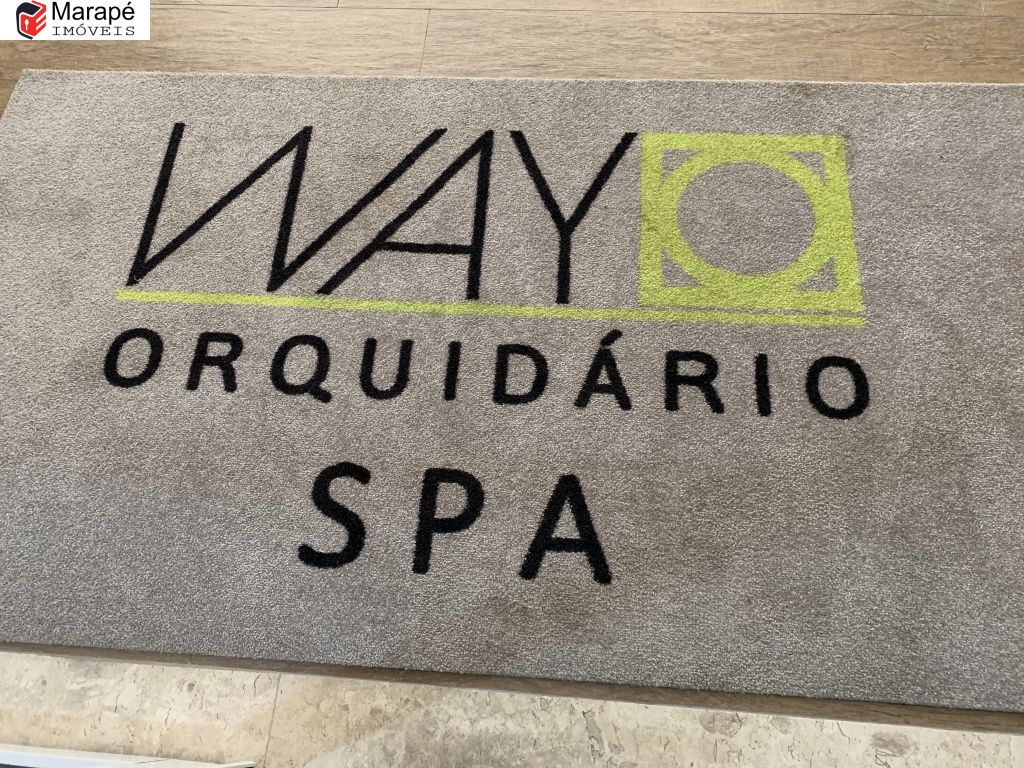 Marapé
IMÓVEIS
WAY
ORQUIDÁRIO
SPA